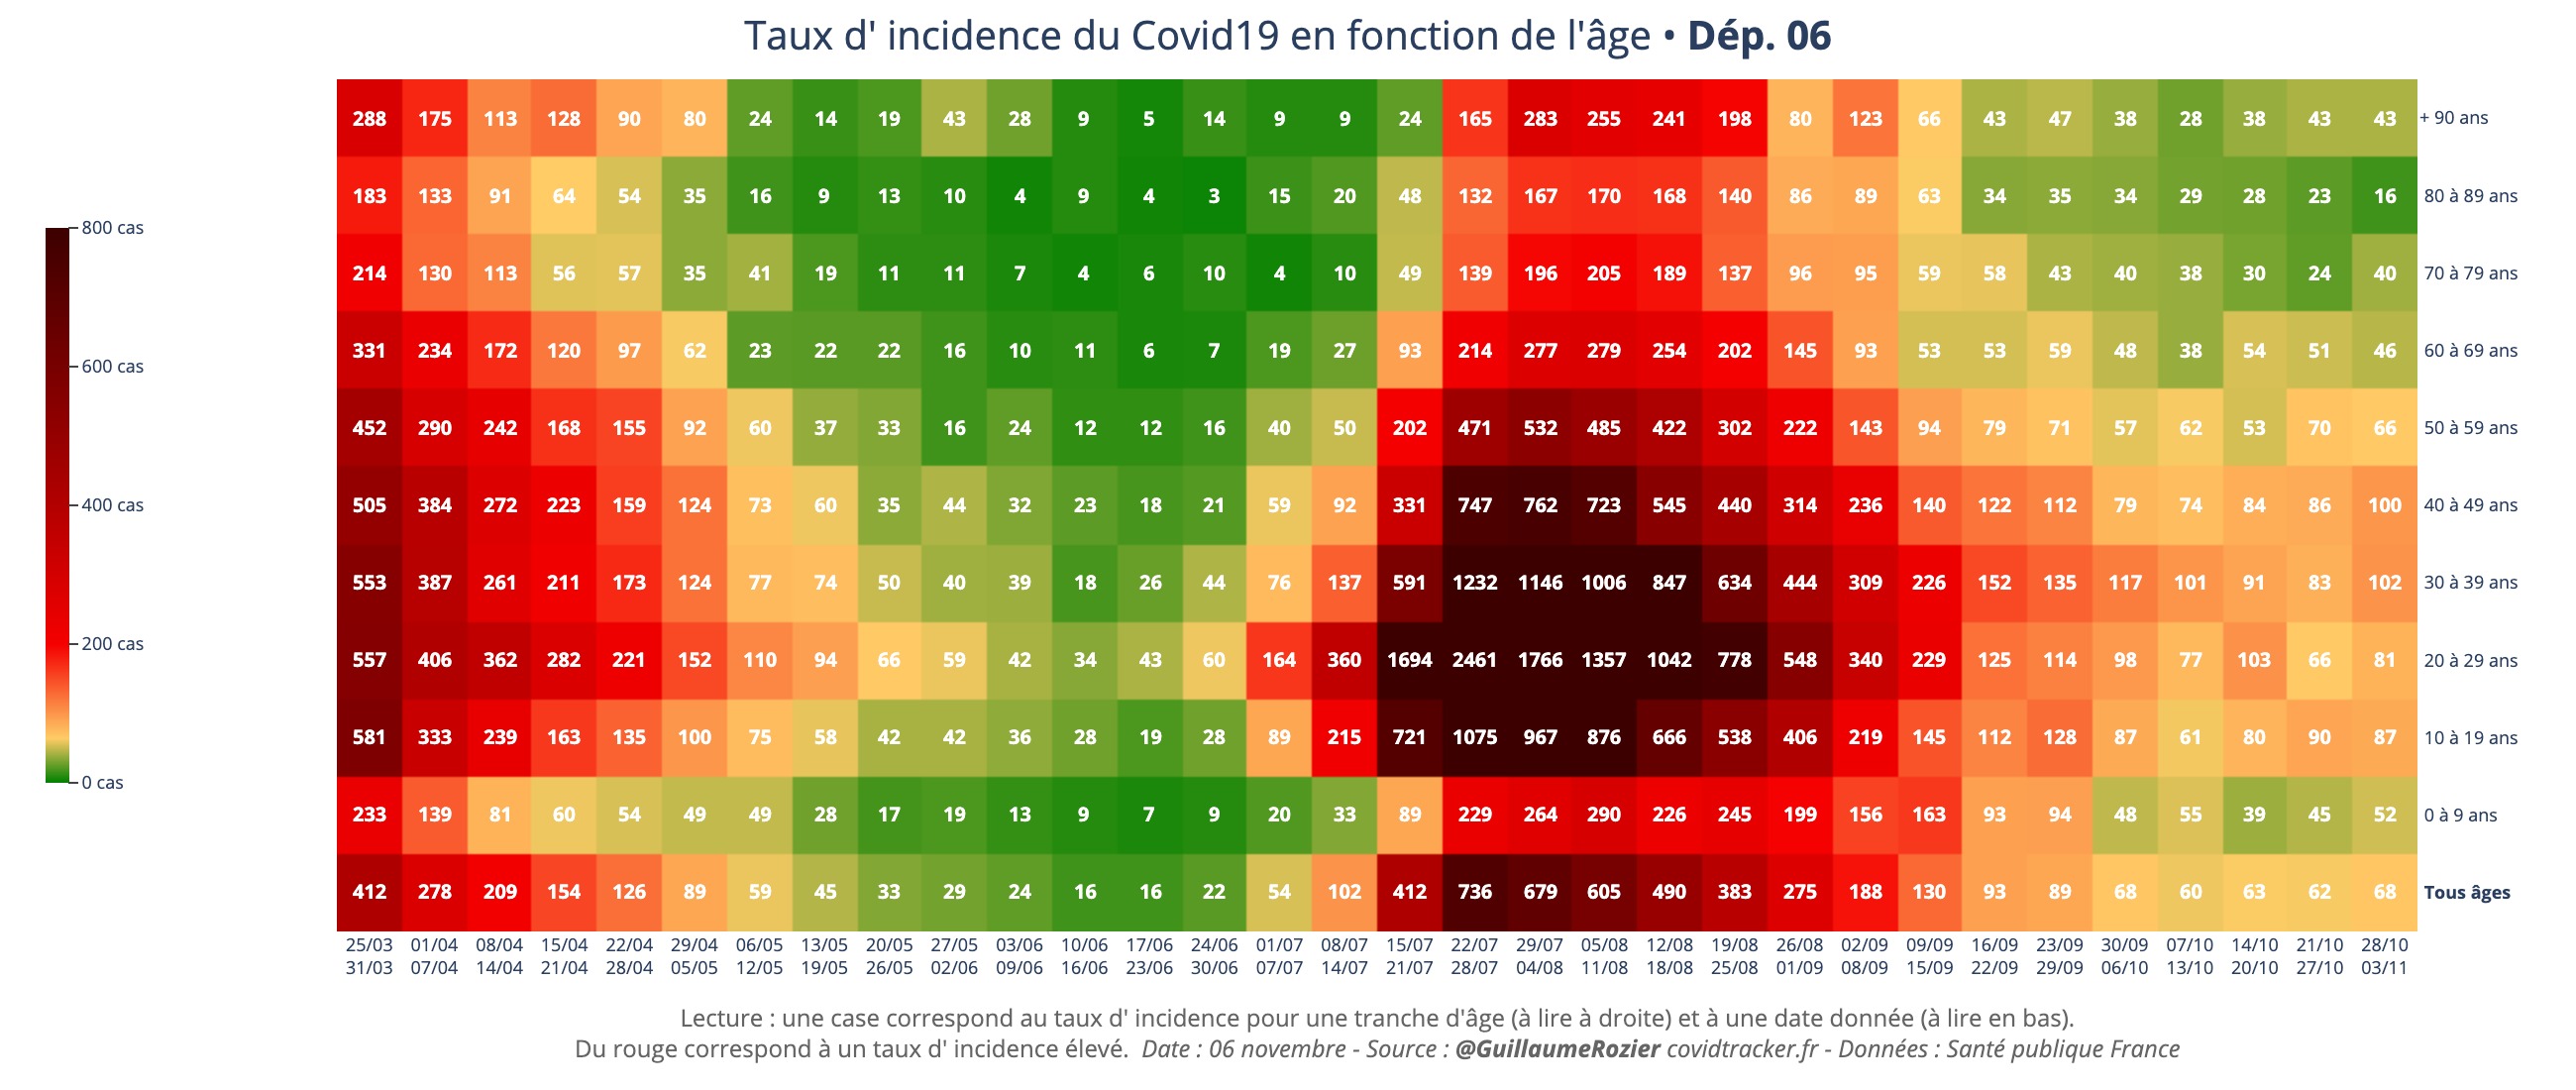 Taux d' incidence du Covid19 en fonction de l'âge • Dép. 06
800 cas
600 cas
400 cas
200 cas
0 cas
288 175 113 128 90 80 24 14 19 43 28 9 5 14 9 9 24 165 283 255 241 198 80 123 66 43 47 38 28 38 43 43 + 90 ans
183 133 91 64 54 35 16 9 13 10 4 9 4 3 15 20 48 132 167 170 168 140 86 89 63 34 35 34 29 28 23 16 80 à 89 ans
214 130 113 56 57 35 41 19 11 11 7 4 6 10 4 10 49 139 196 205 189 137 96 95 59 58 43 40 38 30 24 40 70 à 79 ans
331 234 172 120 97 62 23 22 22 16 10 11 6 7 19 27 93 214 277 279 254 202 145 93 53 53 59 48 38 54 51 46 60 à 69 ans
452 290 242 168 155 92 60 37 33 16 24 12 12 16 40 50 202 471 532 485 422 302 222 143 94 79 71 57 62 53 70 66 50 à 59 ans
505 384 272 223 159 124 73 60 35 44 32 23 18 21 59 92 331 747 762 723 545 440 314 236 140 122 112 79 74 84 86 100 40 à 49 ans
553 387 261 211 173 124 77 74 50 40 39 18 26 44 76 137 591 1232 1146 1006 847 634 444 309 226 152 135 117 101 91 83 102 30 à 39 ans
557 406 362 282 221 152 110 94 66 59 42 34 43 60 164 360 1694 2461 1766 1357 1042 778 548 340 229 125 114 98 77 103 66 81 20 à 29 ans
581 333 239 163 135 100 75 58 42 42 36 28 19 28 89 215 721 1075 967 876 666 538 406 219 145 112 128 87 61 80 90 87 10 à 19 ans
233 139 81 60 54 49 49 28 17 19 13 9 7 9 20 33 89 229 264 290 226 245 199 156 163 93 94 48 55 39 45 52 0 à 9 ans
412 278 209 154 126 89 59 45 33 29 24 16 16 22 54 102 412 736 679 605 490 383 275 188 130 93 89 68 60 63 62 68 Tous âges
25/03 01/04 08/04 15/04 22/04 29/04 06/05 13/05 20/05 27/05 03/06 10/06 17/06 24/06 01/07 08/07 15/07 22/07 29/07 05/08 12/08 19/08 26/08 02/09 09/09 16/09 23/09 30/09 07/10 14/10 21/10 28/10
31/03 07/04 14/04 21/04 28/04 05/05 12/05 19/05 26/05 02/06 09/06 16/06 23/06 30/06 07/07 14/07 21/07 28/07 04/08 11/08 18/08 25/08 01/09 08/09 15/09 22/09 29/09 06/10 13/10 20/10 27/10 03/11
Lecture : une case correspond au taux d' incidence pour une tranche d'âge (à lire à droite) et à une date donnée (à lire en bas).
Du rouge correspond à un taux d' incidence élevé. Date : 06 novembre - Source : @GuillaumeRozier covidtracker.fr - Données : Santé publique France